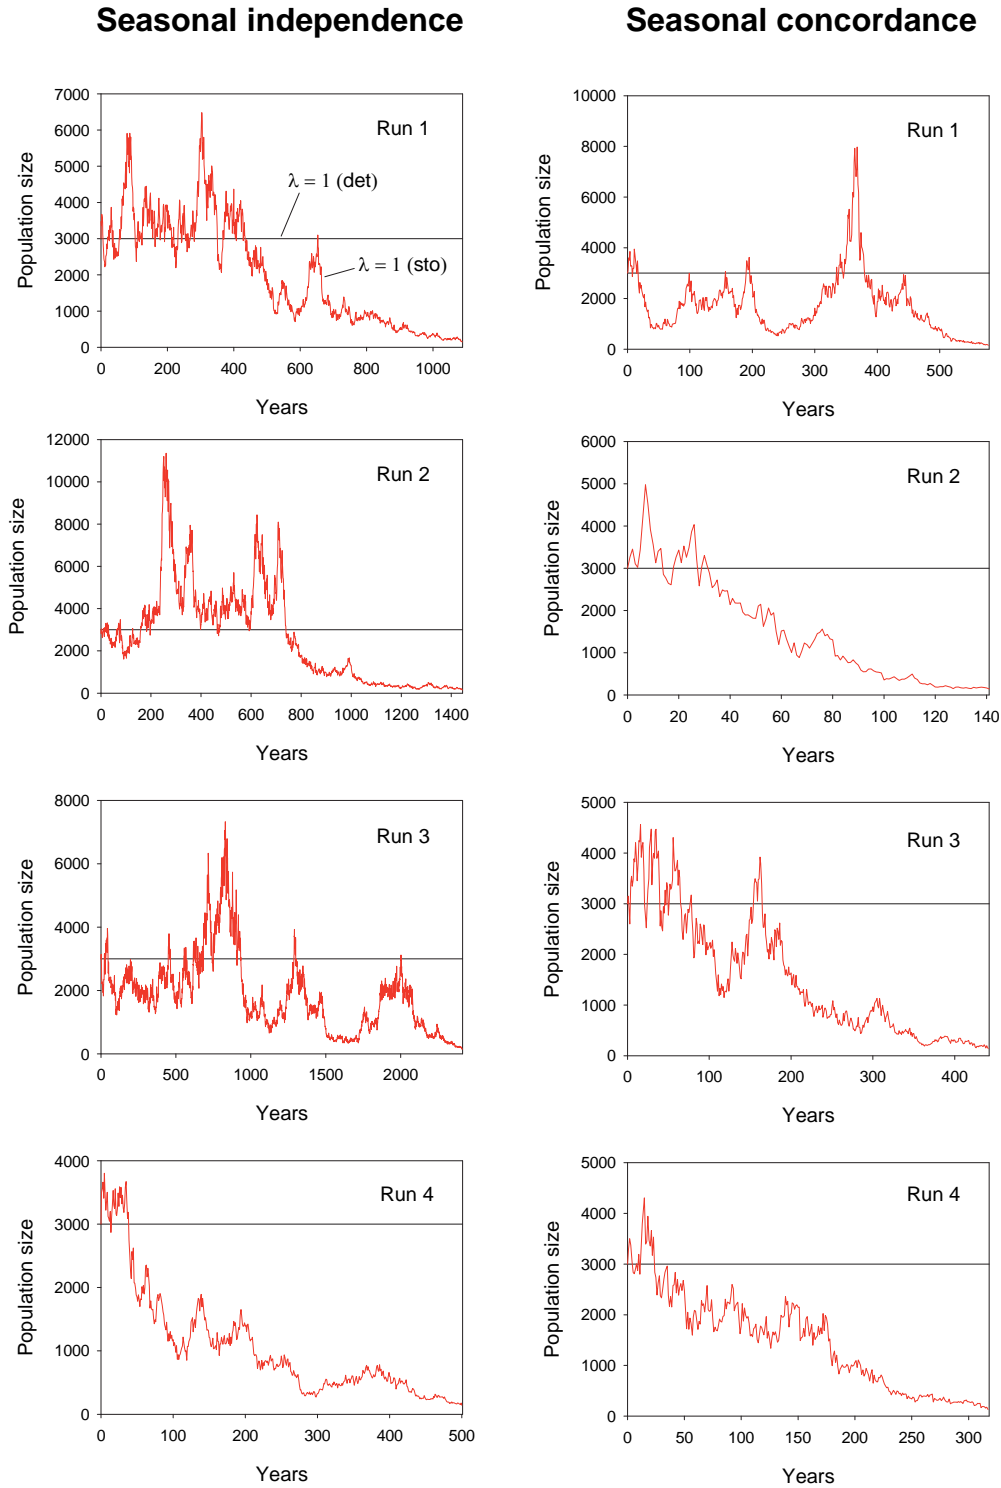 Seasonal independence
Seasonal concordance
Population size
7000
6000
5000
4000
3000
2000
1000
0
Run 1
λ = 1 (det)
λ = 1 (sto)
0 200 400 600 800 1000
Years
Population size
10000
8000
6000
4000
2000
0
Run 1
0 100 200 300 400 500
Years
Population size
12000
10000
8000
6000
4000
2000
0
Run 2
0 200 400 600 800 1000 1200 1400
Years
Population size
6000
5000
4000
3000
2000
1000
0
Run 2
0 20 40 60 80 100 120 140
Years
Population size
8000
6000
4000
2000
0
Run 3
0 500 1000 1500 2000
Years
Population size
5000
4000
3000
2000
1000
0
Run 3
0 100 200 300 400
Years
Population size
4000
3000
2000
1000
0
Run 4
0 100 200 300 400 500
Years
Population size
5000
4000
3000
2000
1000
0
Run 4
0 50 100 150 200 250 300
Years